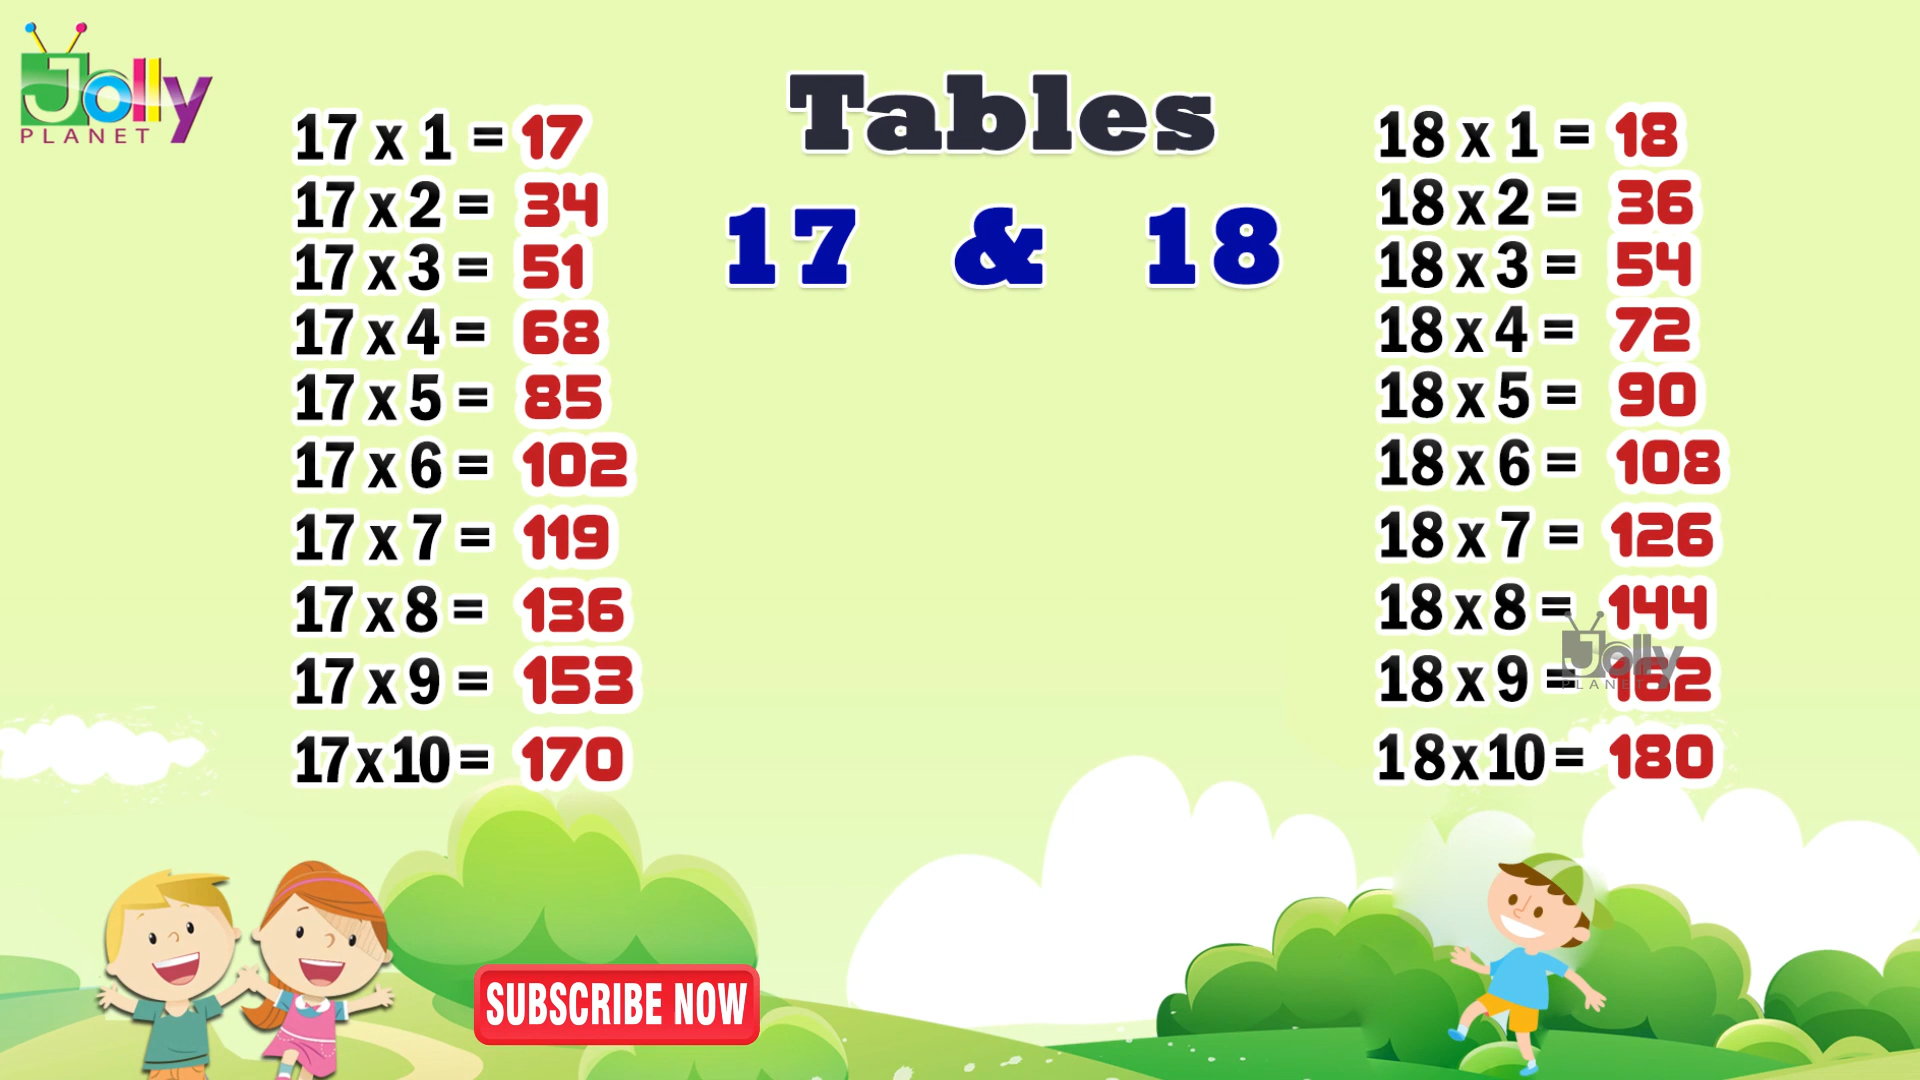 Jolly
PLANET
Tables
17 & 18
17 x 1 = 17
17 x 2 = 34
17 x 3 = 51
17 x 4 = 68
17 x 5 = 85
17 x 6 = 102
17 x 7 = 119
17 x 8 = 136
17 x 9 = 153
17 x 10 = 170
18 x 1 = 18
18 x 2 = 36
18 x 3 = 54
18 x 4 = 72
18 x 5 = 90
18 x 6 = 108
18 x 7 = 126
18 x 8 = 144
18 x 9 = 162
18 x 10 = 180
Jolly
PLANET
SUBSCRIBE NOW